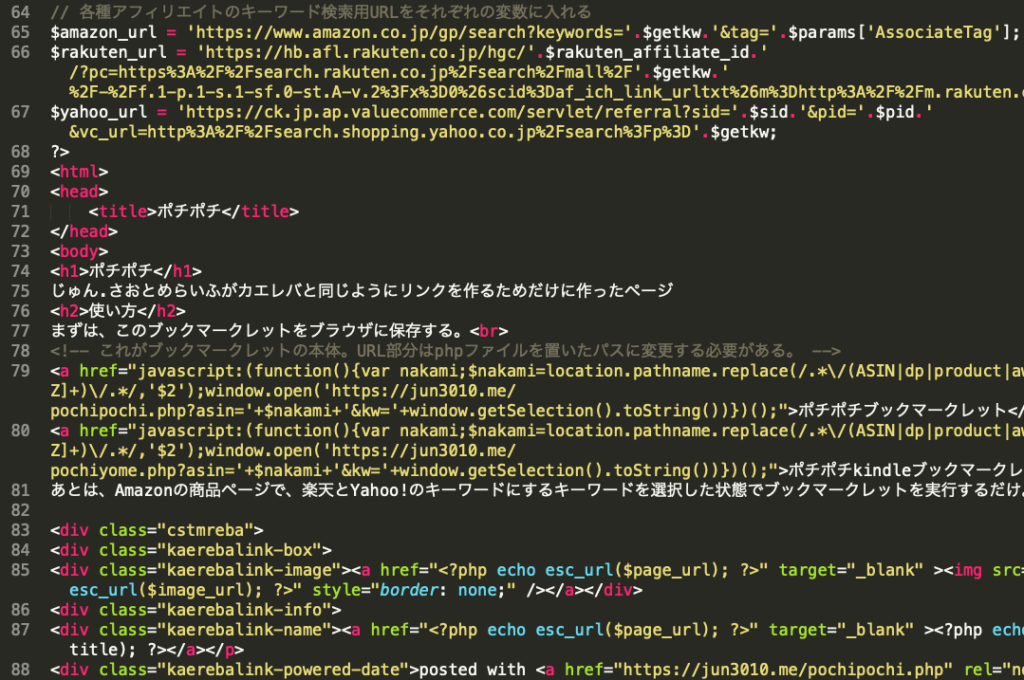 64 // 各種アフィリエイトのキーワード検索用URLをそれぞれの変数に入れる
65 $amazon_url = 'https://www.amazon.co.jp/gp/search?keywords='.$getkw.'&tag='.$params['AssociateTag'];
66 $rakuten_url = 'https://hb.afl.rakuten.co.jp/hgc/'.$rakuten_affiliate_id.'
/?pc=https%3A%2F%2Fsearch.rakuten.co.jp%2Fsearch%2Fmall%2F'.$getkw.'
%2F-%2Ff.1-p.1-s.1-sf.0-st.A-v.2%3Fx%3D0%26scid%3Daf_ich_link_urltxt%26m%3Dhttp%3A%2F%2Fm.rakuten.c
67 $yahoo_url = 'https://ck.jp.ap.valuecommerce.com/servlet/referral?sid='.$sid.'&pid='.$pid.'
&vc_url=http%3A%2F%2Fsearch.shopping.yahoo.co.jp%2Fsearch%3Fp%3D'.$getkw;
68 ?>
69 <html>
70 <head>
71 <title>ポチポチ</title>
72 </head>
73 <body>
74 <h1>ポチポチ</h1>
75 じゅん.さおとめらいふがカエレバと同じようにリンクを作るためだけに作ったページ
76 <h2>使い方</h2>
77 まずは、このブックマークレットをブラウザに保存する。<br>
78 <!-- これがブックマークレットの本体。URL部分はphpファイルを置いたパスに変更する必要がある。 -->
79 <a href="javascript:(function(){var nakami;$nakami=location.pathname.replace(/.*\/(ASIN|dp|product|aw
Z]+)\/.*/,'$2');window.open('https://jun3010.me/
pochipochi.php?asin='+$nakami+'&kw='+window.getSelection().toString())})();">ポチポチブックマークレット</
80 <a href="javascript:(function(){var nakami;$nakami=location.pathname.replace(/.*\/(ASIN|dp|product|aw
Z]+)\/.*/,'$2');window.open('https://jun3010.me/
pochiyome.php?asin='+$nakami+'&kw='+window.getSelection().toString())})();">ポチポチkindleブックマークレ
81 あとは、Amazonの商品ページで、楽天とYahoo!のキーワードにするキーワードを選択した状態でブックマークレットを実行するだけ。
82
83 <div class="cstmreba">
84 <div class="kaerebalink-box">
85 <div class="kaerebalink-image"><a href="<?php echo esc_url($page_url); ?>" target="_blank" ><img src=
esc_url($image_url); ?>" style="border: none;" /></a></div>
86 <div class="kaerebalink-info">
87 <div class="kaerebalink-name"><a href="<?php echo esc_url($page_url); ?>" target="_blank" ><?php echo
title); ?></a></p>
88 <div class="kaerebalink-powered-date">posted with <a href="https://jun3010.me/pochipochi.php" rel="no